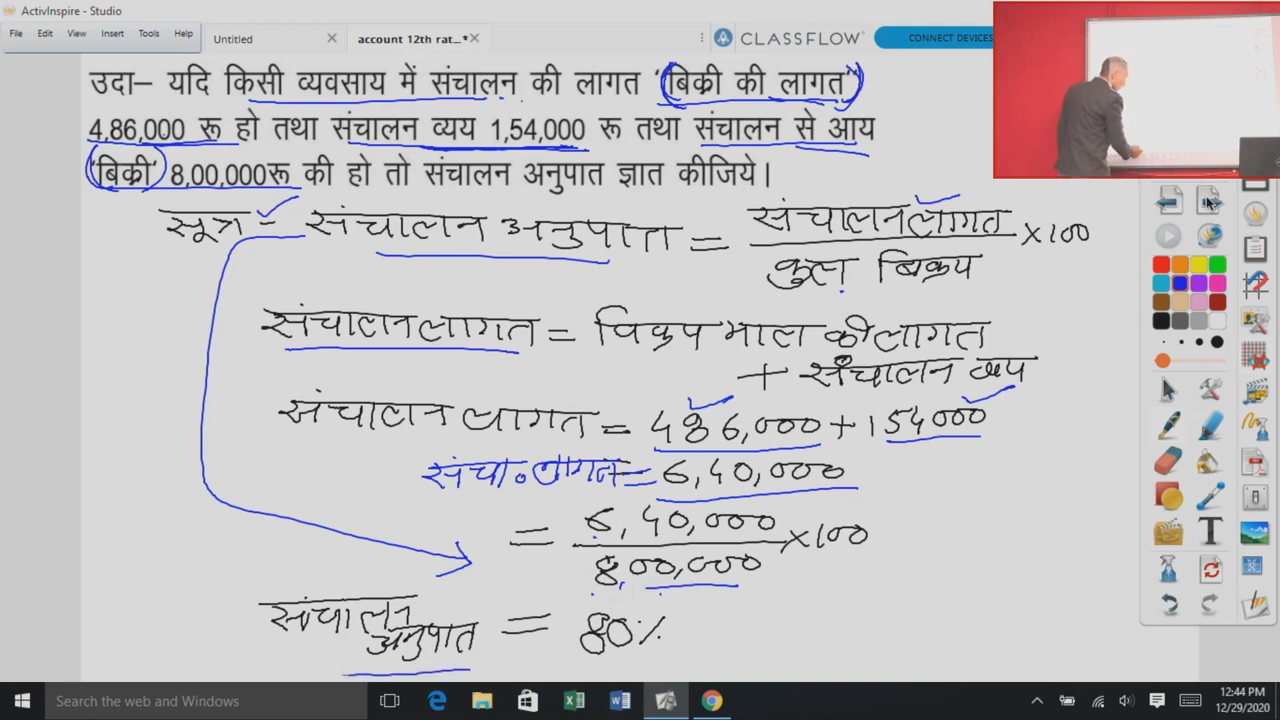 ActivInspire - Studio
File Edit View Insert Tools Help
Untitled
account 12th rat...*
CLASSFLOW
CONNECT DEVICES
उदा– यदि किसी व्यवसाय में संचालन की लागत 'बिक्री की लागत'
4,86,000 रू हो तथा संचालन व्यय 1,54,000 रू तथा संचालन से आय
'बिक्री' 8,00,000रू की हो तो संचालन अनुपात ज्ञात कीजिये।
सूत्र = संचालन अनुपात = संचालन लागत
कुल विक्रय
×100
संचालन लागत = विक्रय माल की लागत
+ संचालन व्यय
संचालन लागत = 486,000 + 154000
संचा॰ लागत = 6,40,000
= 6,40,000
8,00,000
×100
संचालन
अनुपात = 80%
Search the web and Windows
12:44 PM
12/29/2020